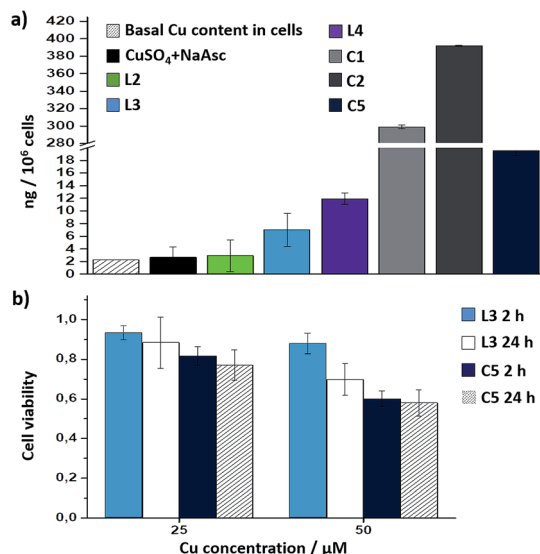 a)
ng / 10⁶ cells
420
400
380
360
340
320
300
280
18
16
14
12
10
8
6
4
2
0
Basal Cu content in cells
CuSO₄+NaAsc
L2
L3
L4
C1
C2
C5
b)
Cell viability
1,0
0,8
0,6
0,4
0,2
0,0
25
50
Cu concentration / μM
L3 2 h
L3 24 h
C5 2 h
C5 24 h